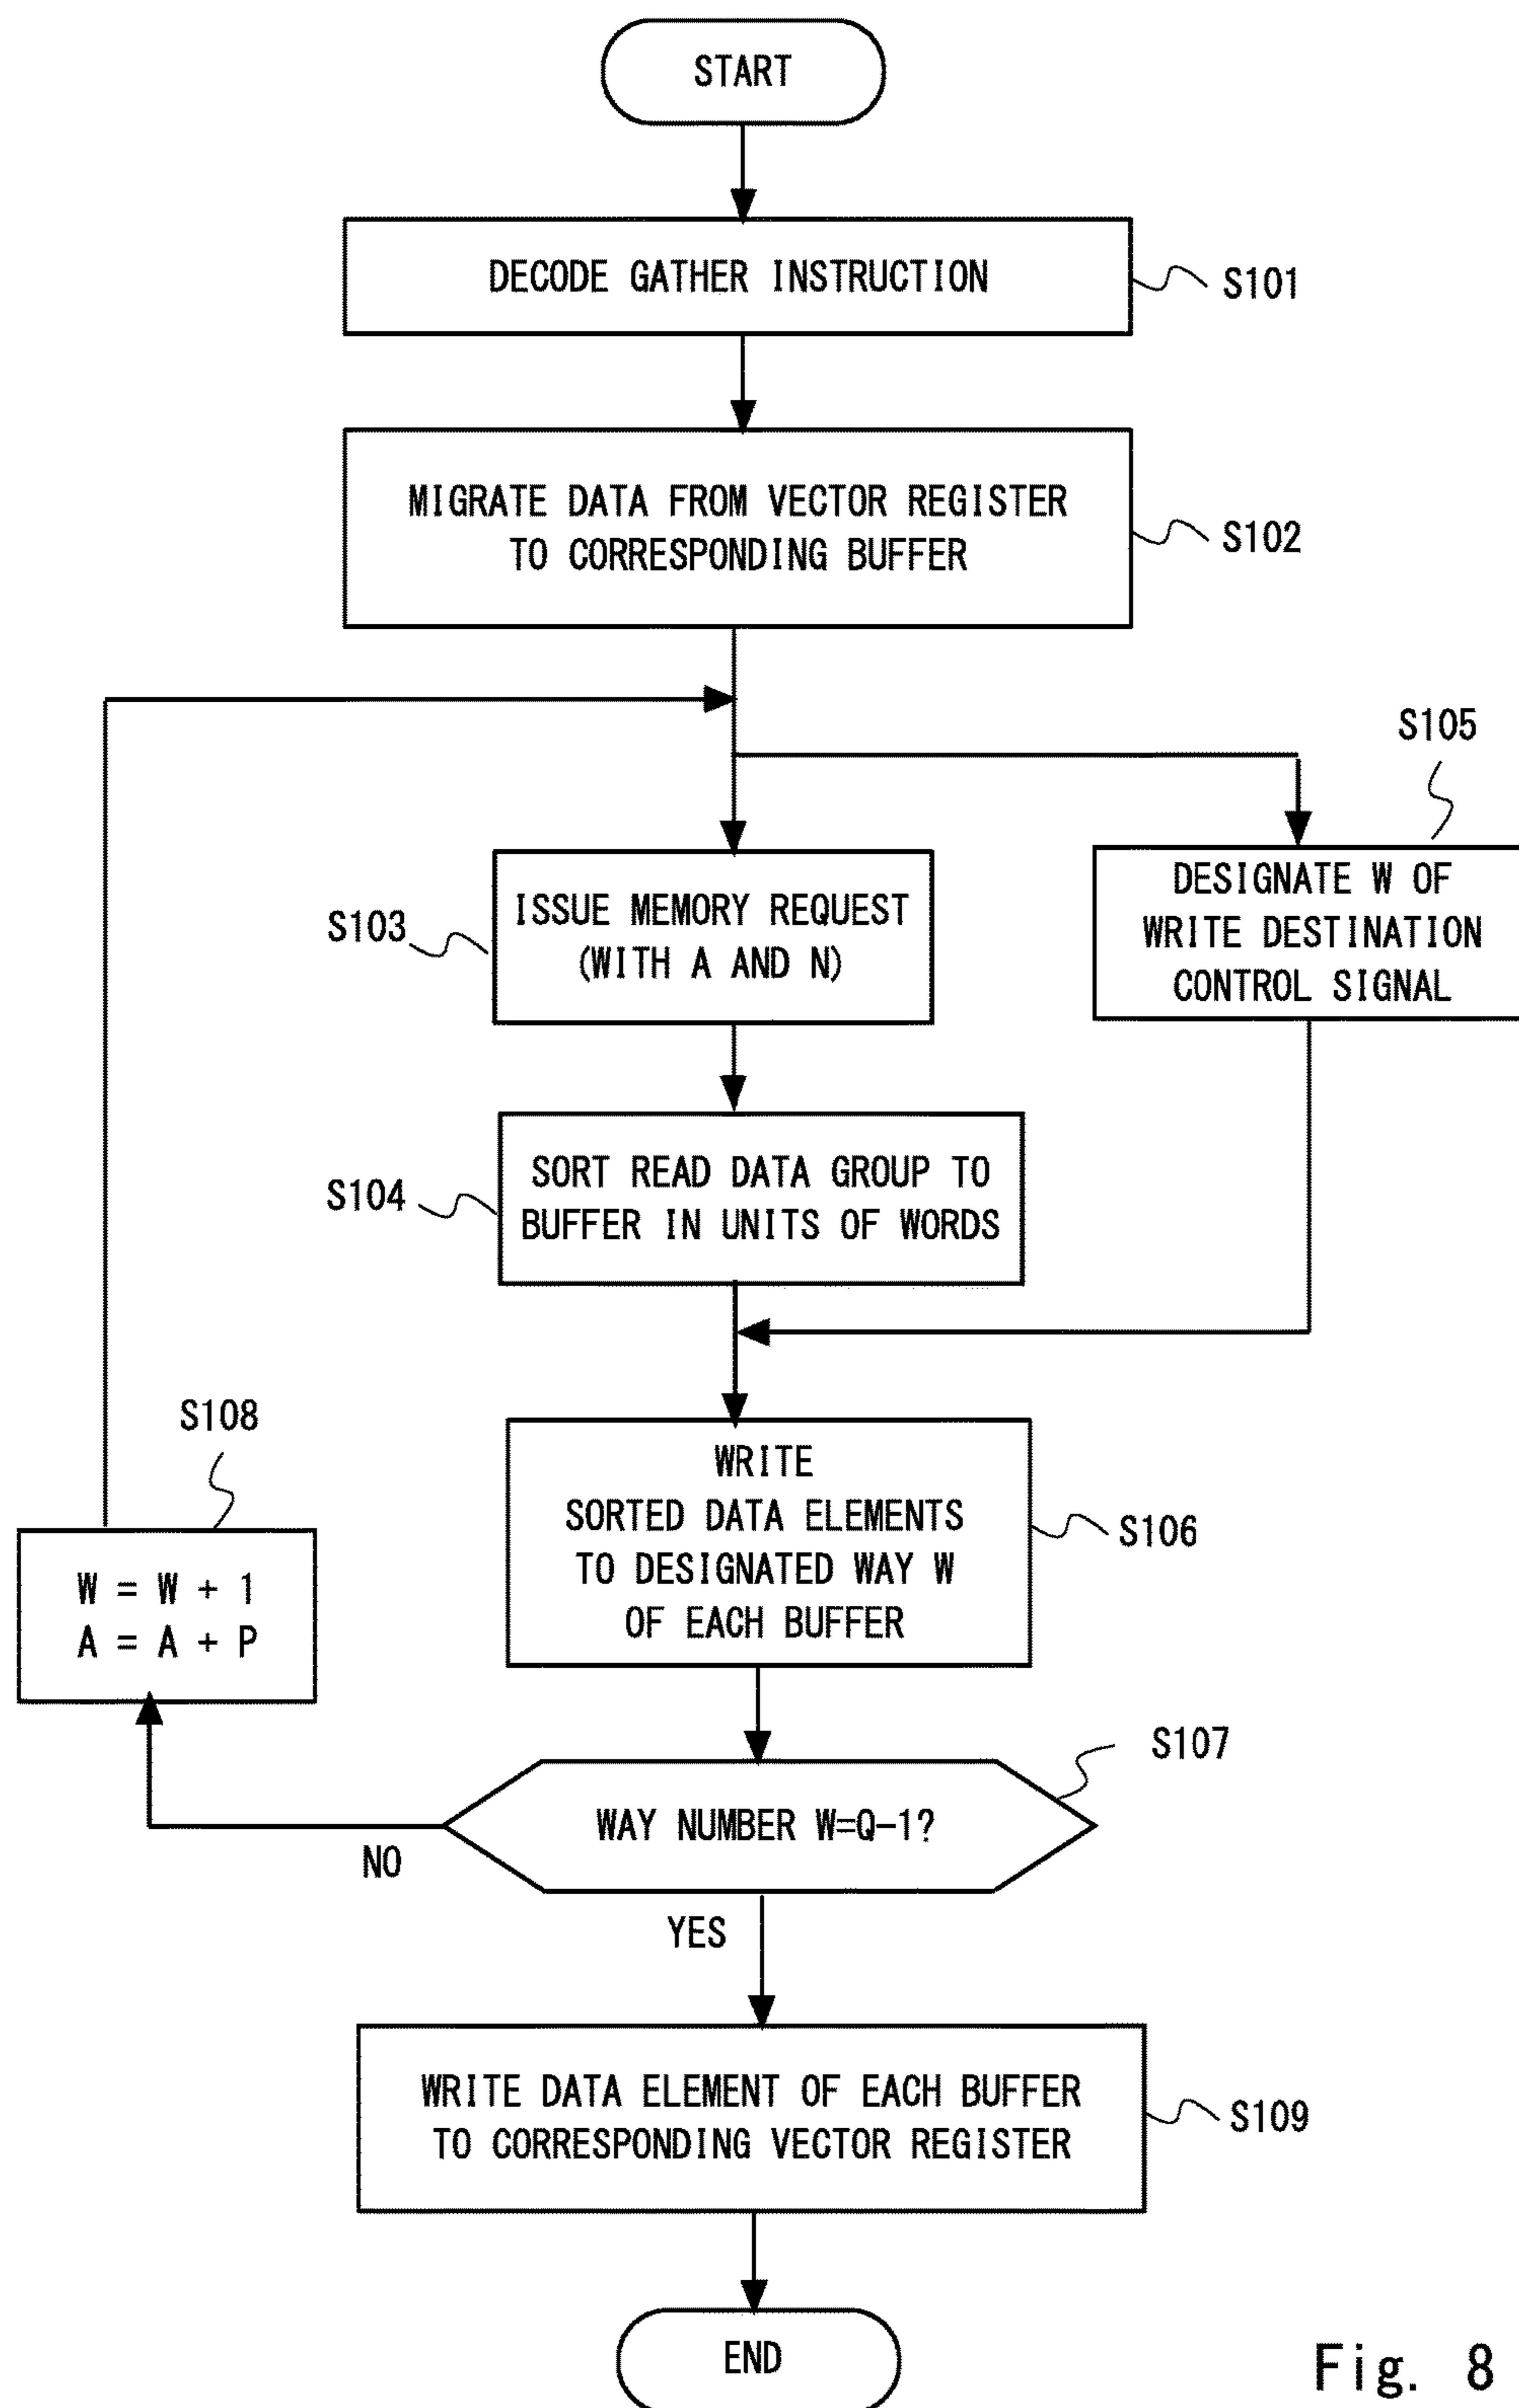 START
DECODE GATHER INSTRUCTION
S101
MIGRATE DATA FROM VECTOR REGISTER
TO CORRESPONDING BUFFER
S102
S105
ISSUE MEMORY REQUEST
(WITH A AND N)
S103
DESIGNATE W OF
WRITE DESTINATION
CONTROL SIGNAL
SORT READ DATA GROUP TO
BUFFER IN UNITS OF WORDS
S104
S108
WRITE
SORTED DATA ELEMENTS
TO DESIGNATED WAY W
OF EACH BUFFER
S106
W = W + 1
A = A + P
S107
WAY NUMBER W=Q-1?
NO
YES
WRITE DATA ELEMENT OF EACH BUFFER
TO CORRESPONDING VECTOR REGISTER
S109
END
Fig. 8